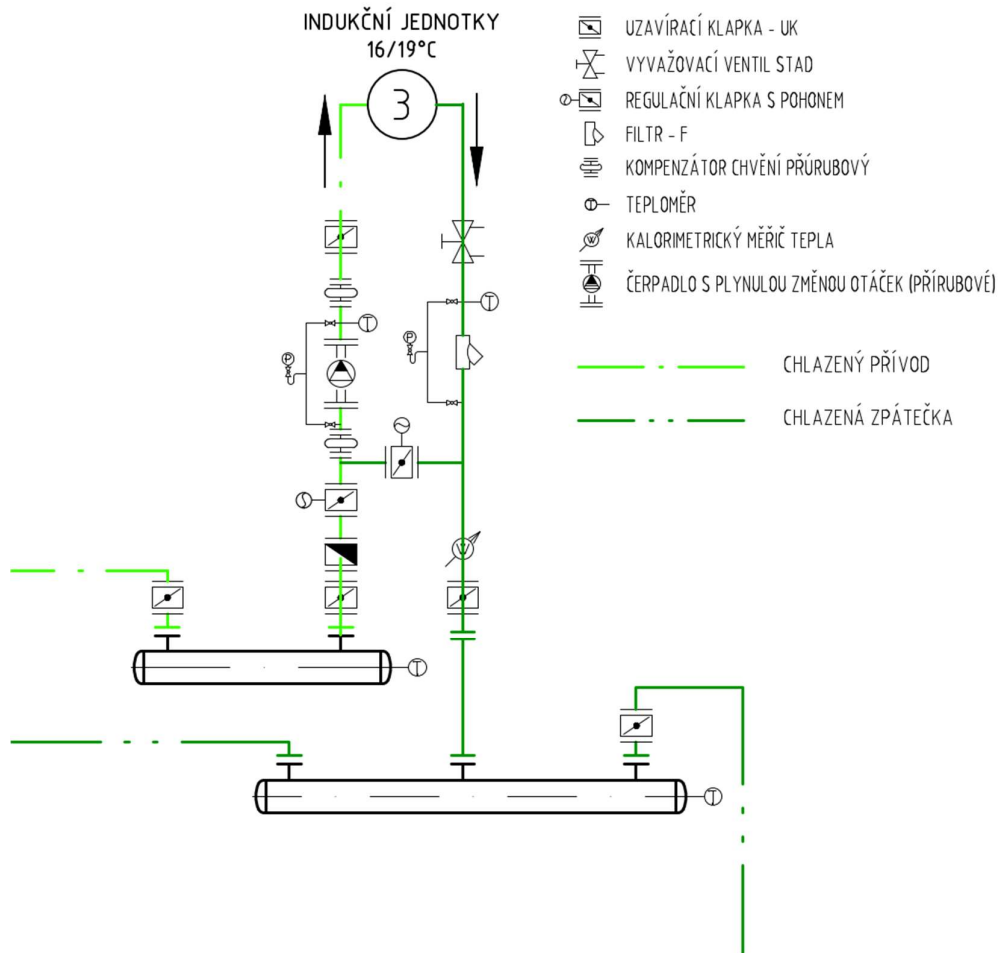 INDUKČNÍ JEDNOTKY
16/19°C
3
UZAVÍRACÍ KLAPKA - UK
VYVAŽOVACÍ VENTIL STAD
REGULAČNÍ KLAPKA S POHONEM
FILTR - F
KOMPENZÁTOR CHVĚNÍ PŘÚRUBOVÝ
T
TEPLOMĚR
W
KALORIMETRICKÝ MĚŘIČ TEPLA
ČERPADLO S PLYNULOU ZMĚNOU OTÁČEK (PŘÍRUBOVÉ)
CHLAZENÝ PŘÍVOD
CHLAZENÁ ZPÁTEČKA
T
T
P
P
W
T
T